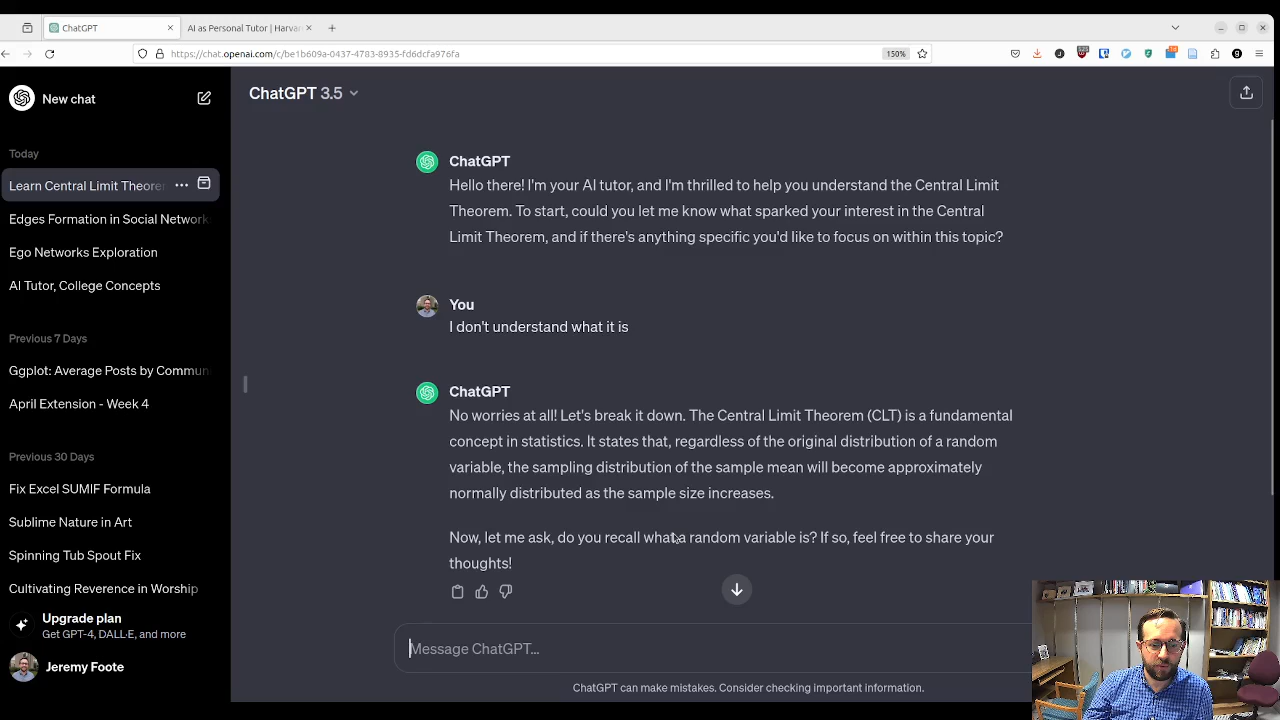 ChatGPT
AI as Personal Tutor | Harvar
https://chat.openai.com/c/be1b609a-0437-4783-8935-fd6dcfa976fa
150%
New chat
Today
Learn Central Limit Theorem
Edges Formation in Social Network
Ego Networks Exploration
AI Tutor, College Concepts
Previous 7 Days
Ggplot: Average Posts by Commun
April Extension - Week 4
Previous 30 Days
Fix Excel SUMIF Formula
Sublime Nature in Art
Spinning Tub Spout Fix
Cultivating Reverence in Worship
Upgrade plan
Get GPT-4, DALL·E, and more
Jeremy Foote
ChatGPT 3.5
ChatGPT
Hello there! I'm your AI tutor, and I'm thrilled to help you understand the Central Limit
Theorem. To start, could you let me know what sparked your interest in the Central
Limit Theorem, and if there's anything specific you'd like to focus on within this topic?
You
I don't understand what it is
ChatGPT
No worries at all! Let's break it down. The Central Limit Theorem (CLT) is a fundamental
concept in statistics. It states that, regardless of the original distribution of a random
variable, the sampling distribution of the sample mean will become approximately
normally distributed as the sample size increases.
Now, let me ask, do you recall what a random variable is? If so, feel free to share your
thoughts!
Message ChatGPT...
ChatGPT can make mistakes. Consider checking important information.